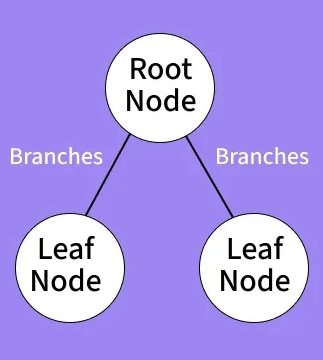 Root
Node
Branches
Branches
Leaf
Node
Leaf
Node